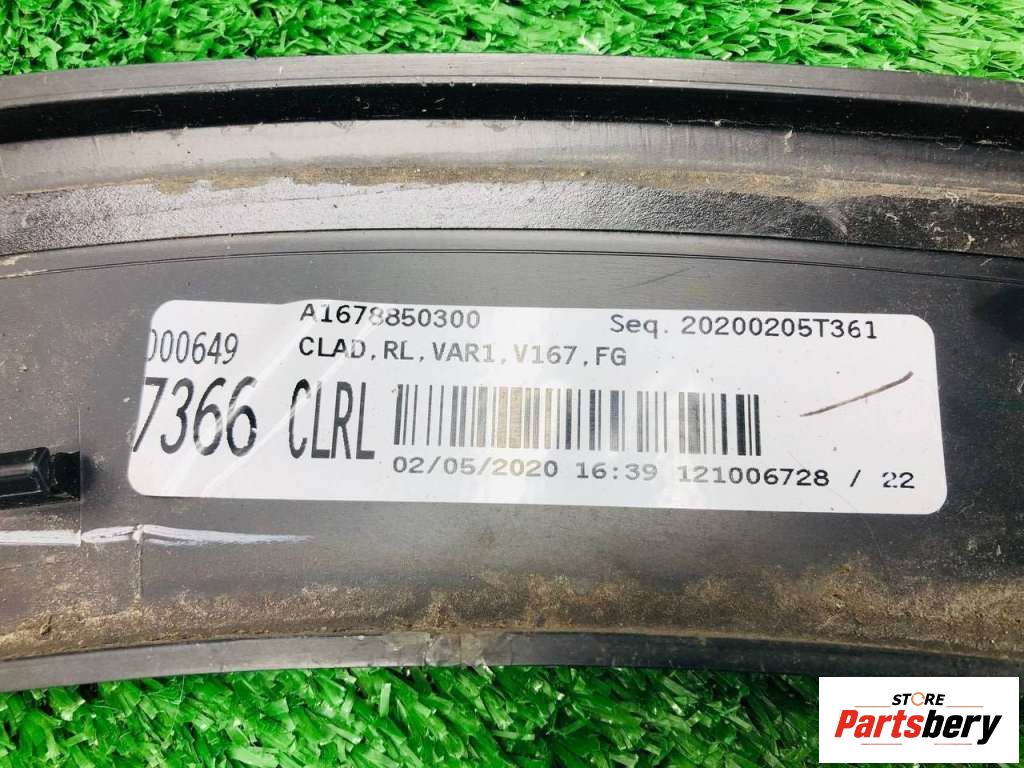 A1678850300 Seq. 20200205T361
000649 CLAD,RL,VAR1,V167,FG
7366 CLRL
02/05/2020 16:39 121006728 / 22
STORE
Partsbery